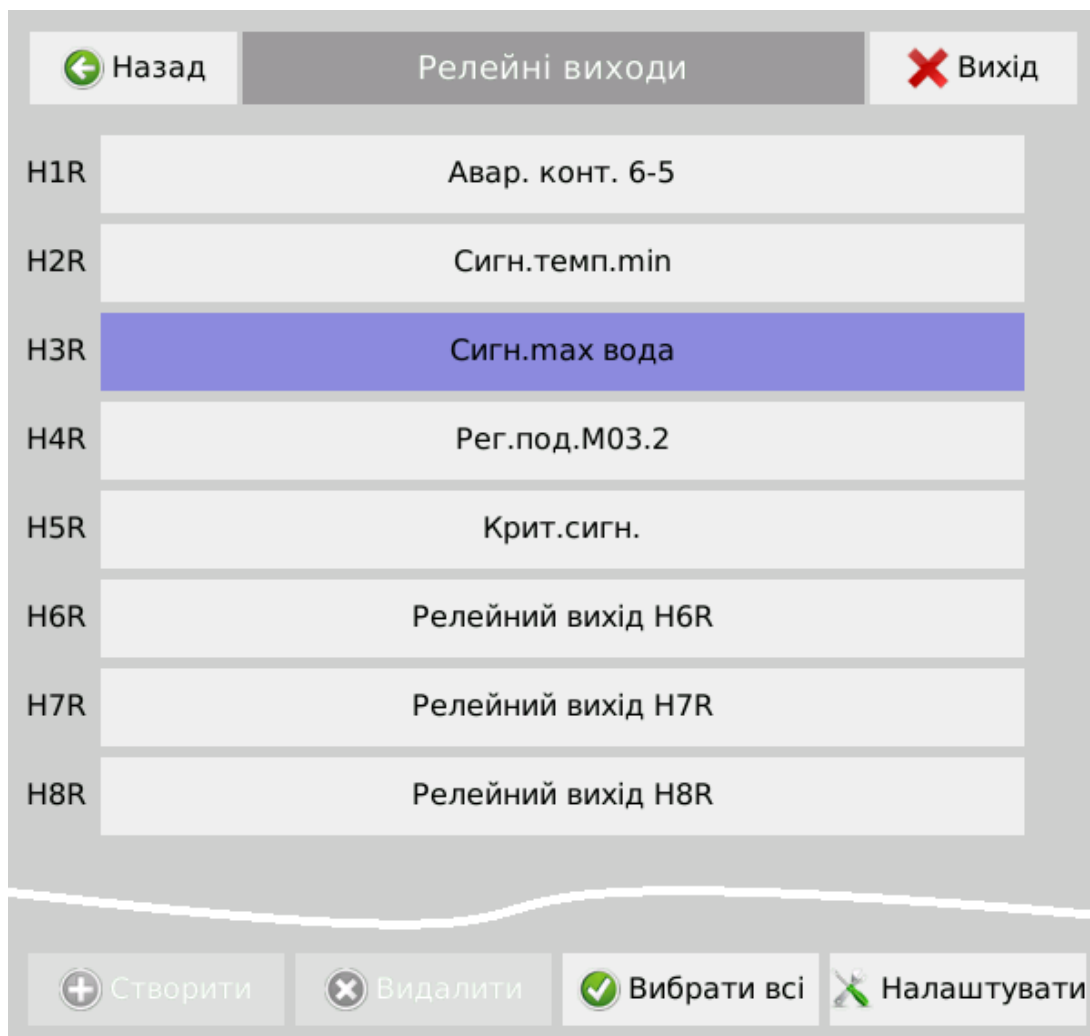 Назад Релейні виходи Вихід
H1R Авар. конт. 6-5
H2R Сигн.темп.min
H3R Сигн.max вода
H4R Рег.под.М03.2
H5R Крит.сигн.
H6R Релейний вихід H6R
H7R Релейний вихід H7R
H8R Релейний вихід H8R
Створити Видалити Вибрати всі Налаштувати